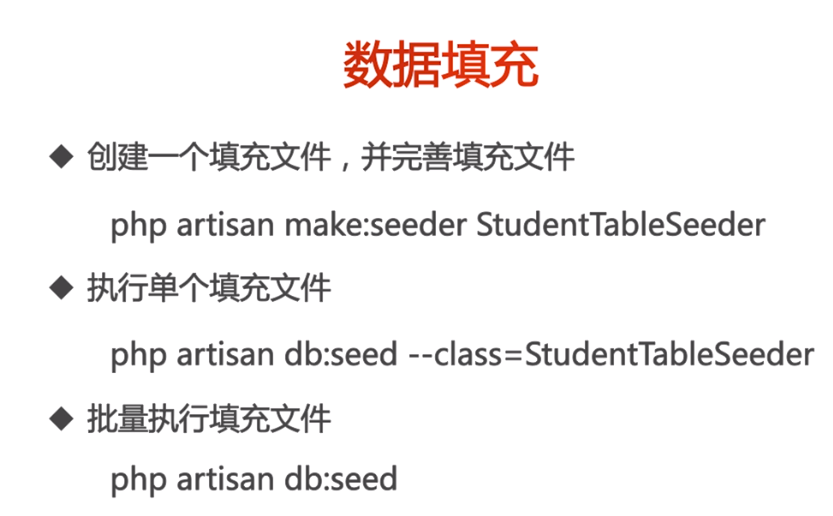 数据填充
◆ 创建一个填充文件，并完善填充文件
php artisan make:seeder StudentTableSeeder
◆ 执行单个填充文件
php artisan db:seed --class=StudentTableSeeder
◆ 批量执行填充文件
php artisan db:seed